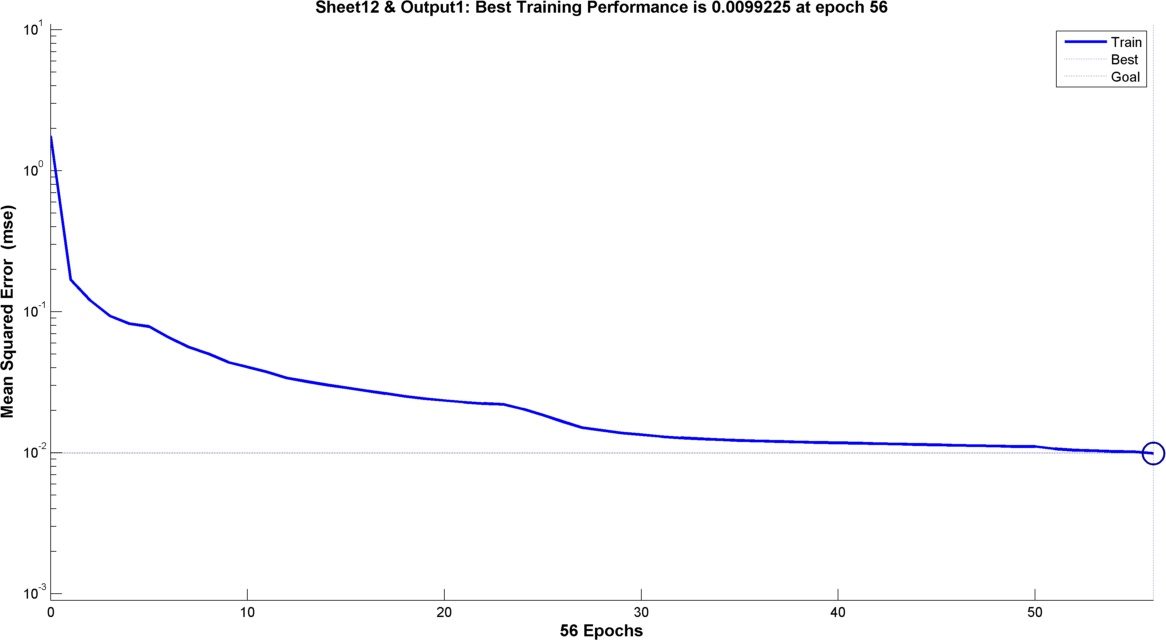 Sheet12 & Output1: Best Training Performance is 0.0099225 at epoch 56
10^1
10^0
10^-1
10^-2
10^-3
Mean Squared Error (mse)
Train
Best
Goal
0 10 20 30 40 50
56 Epochs